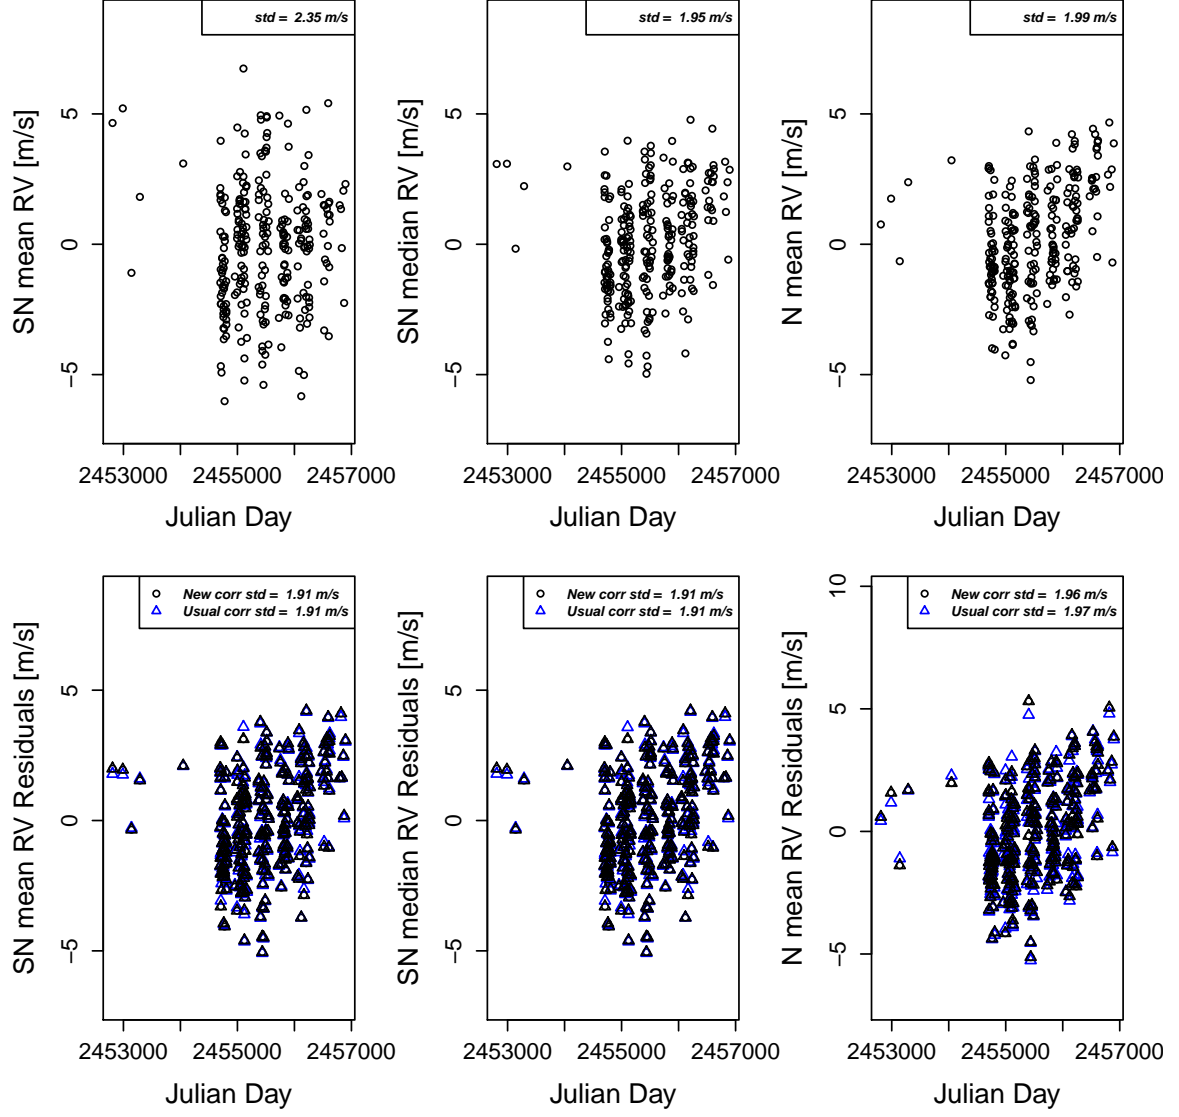 std = 2.35 m/s
SN mean RV [m/s]
5
0
−5
2453000 2455000 2457000
Julian Day
std = 1.95 m/s
SN median RV [m/s]
5
0
−5
2453000 2455000 2457000
Julian Day
std = 1.99 m/s
N mean RV [m/s]
5
0
−5
2453000 2455000 2457000
Julian Day
New corr std = 1.91 m/s
Usual corr std = 1.91 m/s
SN mean RV Residuals [m/s]
5
0
−5
2453000 2455000 2457000
Julian Day
New corr std = 1.91 m/s
Usual corr std = 1.91 m/s
SN median RV Residuals [m/s]
5
0
−5
2453000 2455000 2457000
Julian Day
New corr std = 1.96 m/s
Usual corr std = 1.97 m/s
N mean RV Residuals [m/s]
10
5
0
−5
2453000 2455000 2457000
Julian Day